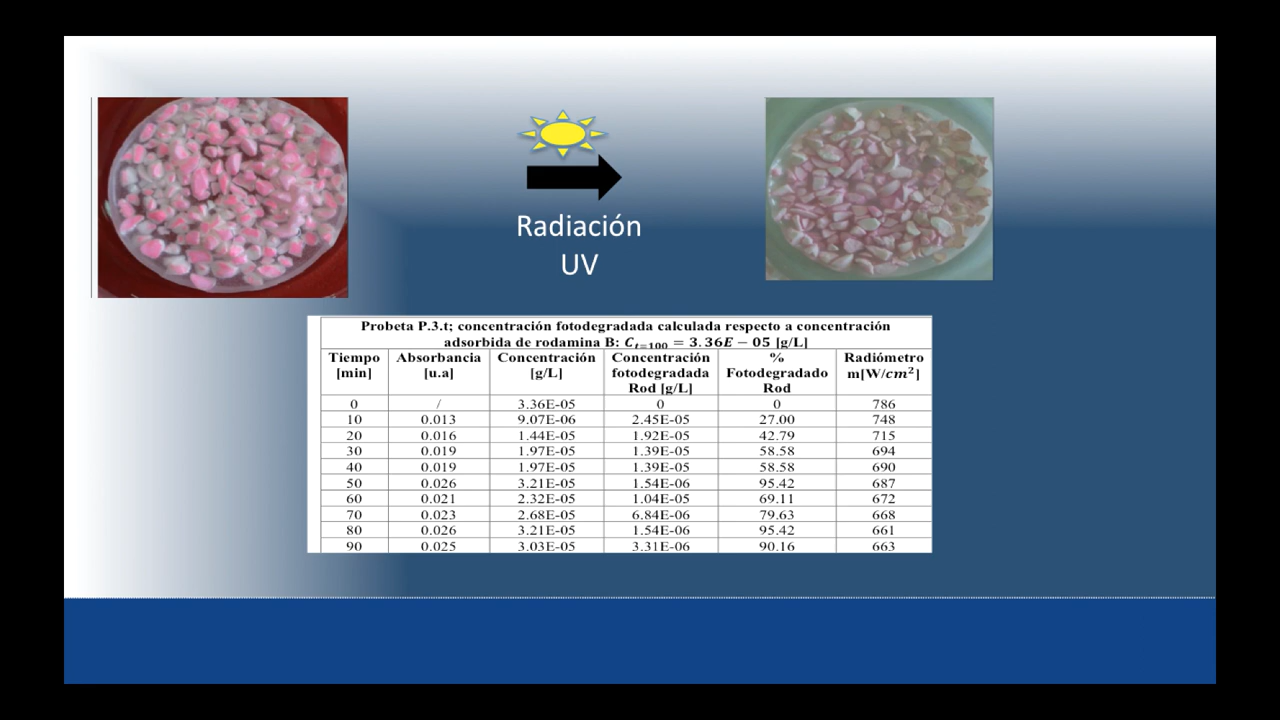 Radiación
UV
Probeta P.3.t; concentración fotodegradada calculada respecto a concentración
adsorbida de rodamina B: C_{t=100} = 3.36E − 05 [g/L]
Tiempo [min] Absorbancia [u.a] Concentración [g/L] Concentración fotodegradada Rod [g/L] % Fotodegradado Rod Radiómetro m[W/cm²]
0 / 3.36E-05 0 0 786
10 0.013 9.07E-06 2.45E-05 27.00 748
20 0.016 1.44E-05 1.92E-05 42.79 715
30 0.019 1.97E-05 1.39E-05 58.58 694
40 0.019 1.97E-05 1.39E-05 58.58 690
50 0.026 3.21E-05 1.54E-06 95.42 687
60 0.021 2.32E-05 1.04E-05 69.11 672
70 0.023 2.68E-05 6.84E-06 79.63 668
80 0.026 3.21E-05 1.54E-06 95.42 661
90 0.025 3.03E-05 3.31E-06 90.16 663